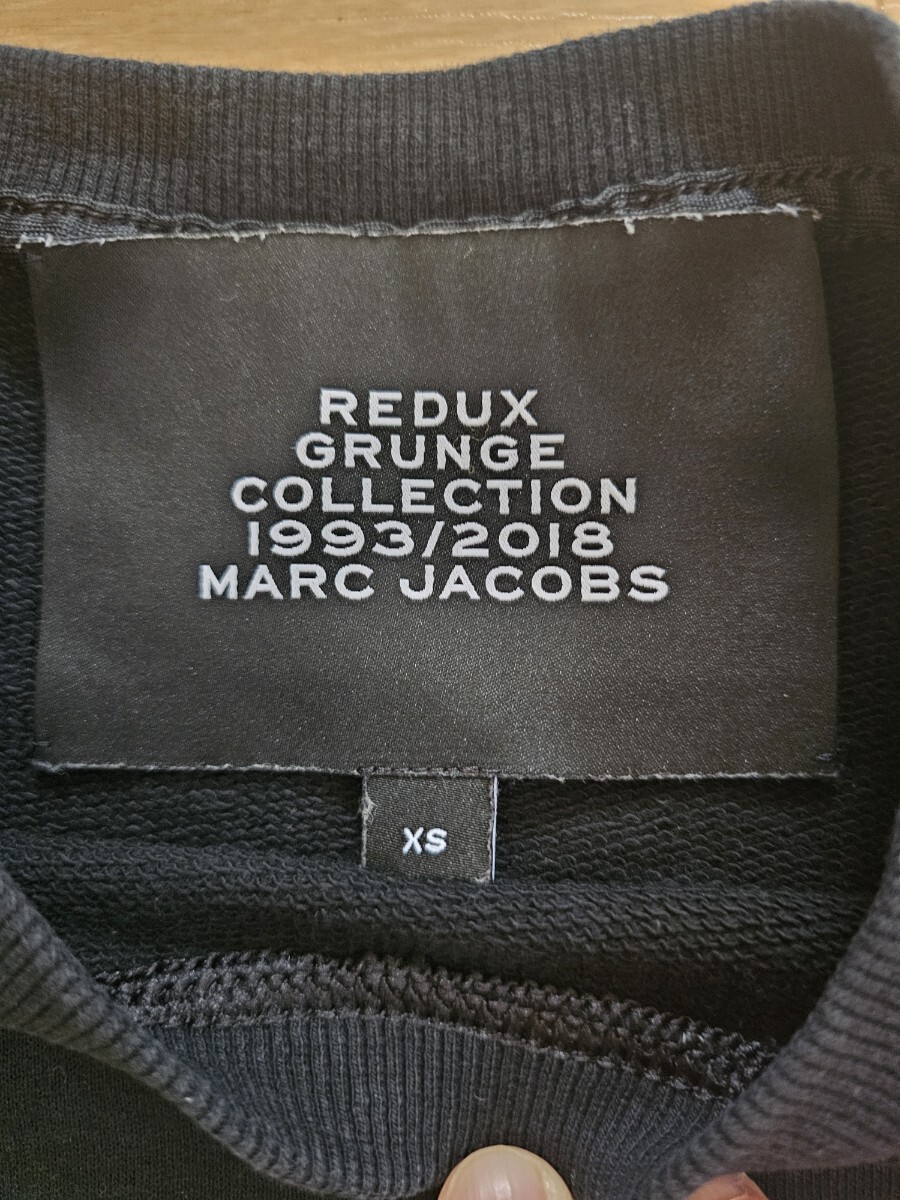 REDUX
GRUNGE
COLLECTION
1993/2018
MARC JACOBS
XS